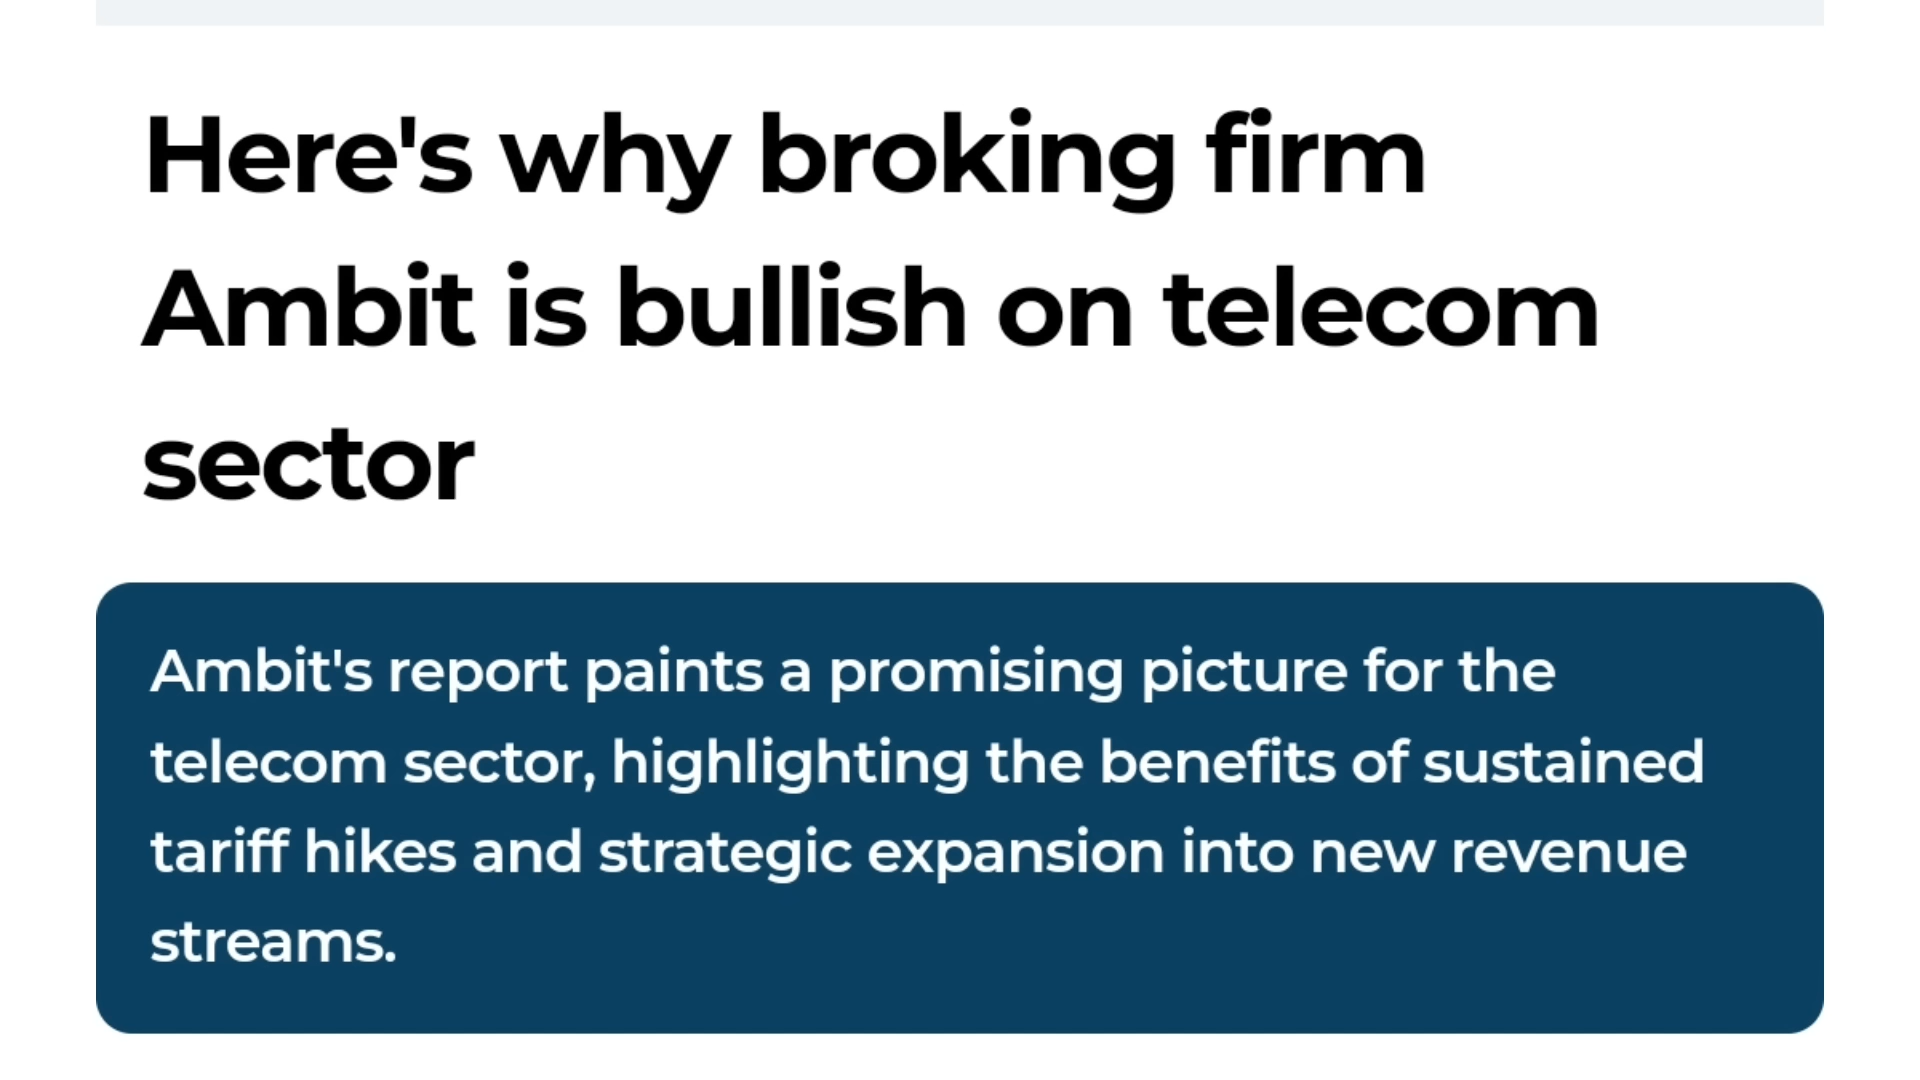 Here's why broking firm
Ambit is bullish on telecom
sector
Ambit's report paints a promising picture for the
telecom sector, highlighting the benefits of sustained
tariff hikes and strategic expansion into new revenue
streams.